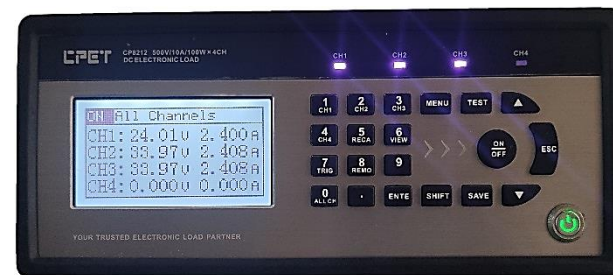 CPET
CP8212 500V/10A/100W×4CH
DC ELECTRONIC LOAD
CH1 CH2 CH3 CH4
ON All Channels
CH1: 24.01V 2.400A
CH2: 33.97V 2.408A
CH3: 33.97V 2.408A
CH4: 0.000V 0.000A
1 CH1 2 CH2 3 CH3 MENU TEST
4 CH4 5 RECA 6 VIEW ON/OFF ESC
7 TRIG 8 REMO 9
0 ALL CH . ENTE SHIFT SAVE
YOUR TRUSTED ELECTRONIC LOAD PARTNER